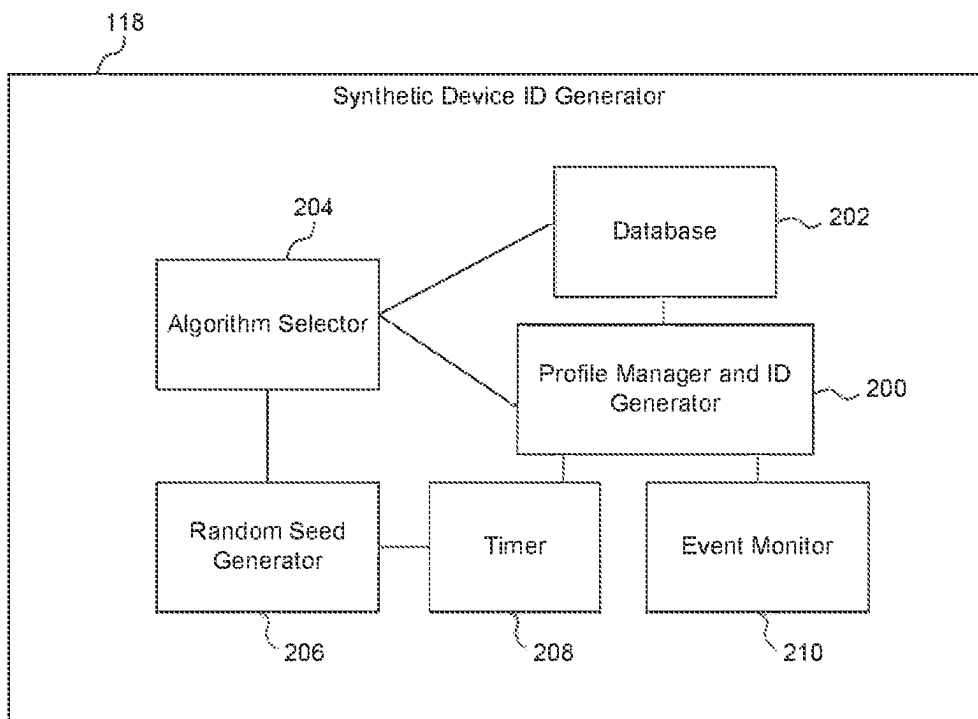 118
Synthetic Device ID Generator
204
Database
202
Algorithm Selector
Profile Manager and ID
Generator
200
Random Seed
Generator
Timer
Event Monitor
206
208
210